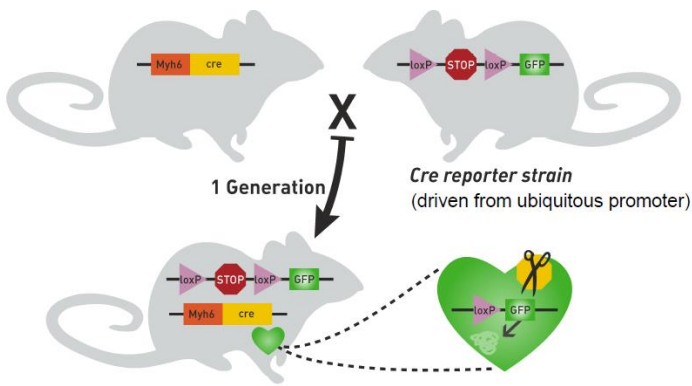 Myh6 cre
loxP STOP loxP GFP
X
1 Generation
Cre reporter strain
(driven from ubiquitous promoter)
loxP STOP loxP GFP
Myh6 cre
loxP GFP